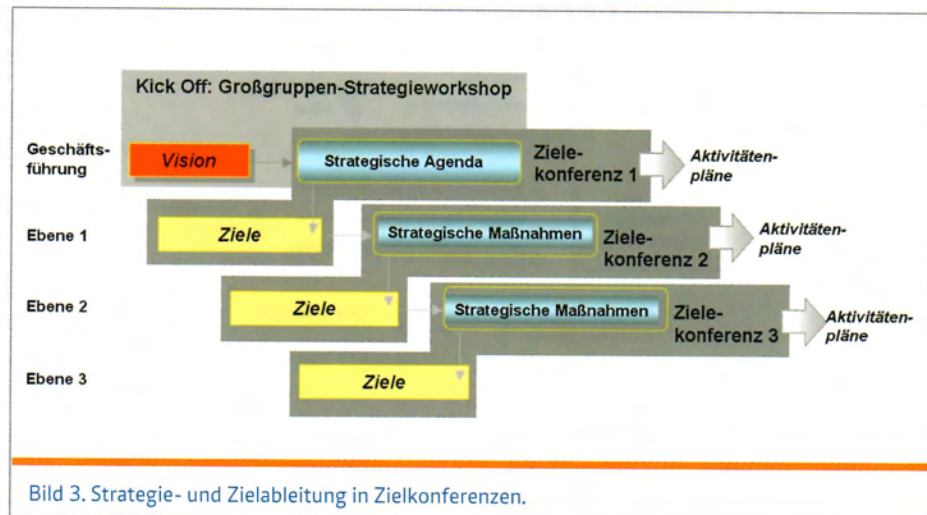 Kick Off: Großgruppen-Strategieworkshop
Geschäfts-
führung
Vision
Strategische Agenda
Ziele-
konferenz 1
Aktivitäten-
pläne
Ebene 1
Ziele
Strategische Maßnahmen
Ziele-
konferenz 2
Aktivitäten-
pläne
Ebene 2
Ziele
Strategische Maßnahmen
Ziele-
konferenz 3
Aktivitäten-
pläne
Ebene 3
Ziele
Bild 3. Strategie- und Zielableitung in Zielkonferenzen.